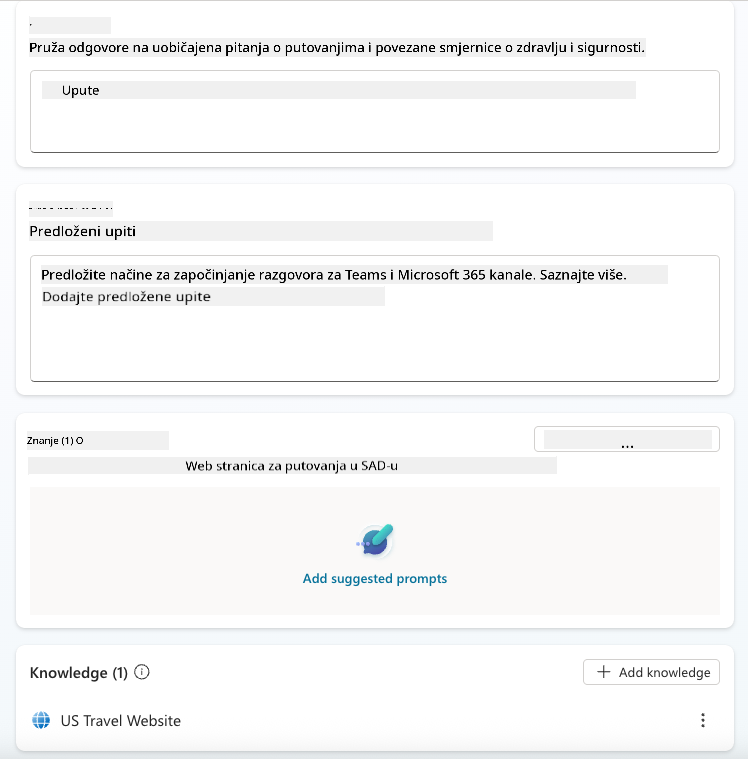 Pruža odgovore na uobičajena pitanja o putovanjima i povezane smjernice o zdravlju i sigurnosti.
Upute
Predloženi upiti
Predložite načine za započinjanje razgovora za Teams i Microsoft 365 kanale. Saznajte više.
Dodajte predložene upite
Znanje (1) O
...
Web stranica za putovanja u SAD-u
Add suggested prompts
Knowledge (1)
Add knowledge
US Travel Website